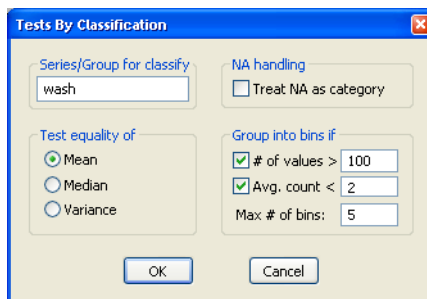 Tests By Classification
Series/Group for classify
wash
NA handling
Treat NA as category
Test equality of
Mean
Median
Variance
Group into bins if
# of values > 100
Avg. count < 2
Max # of bins: 5
OK
Cancel